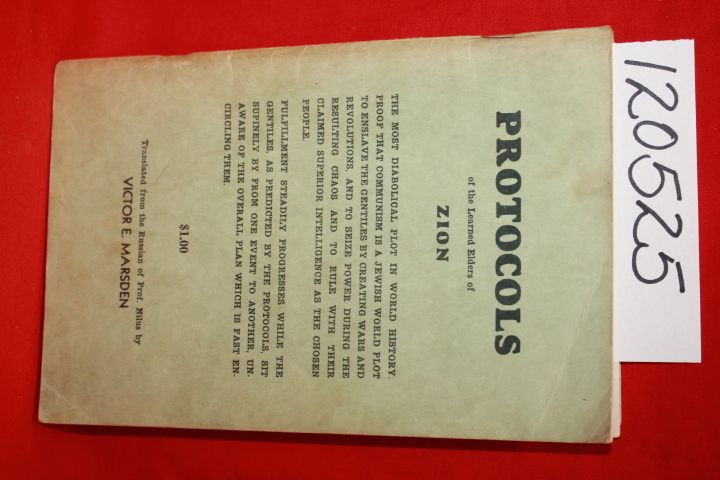 PROTOCOLS
of the Learned Elders of
ZION
THE MOST DIABOLICAL PLOT IN WORLD HISTORY.
PROOF THAT COMMUNISM IS A JEWISH WORLD PLOT
TO ENSLAVE THE GENTILES BY CREATING WARS AND
REVOLUTIONS, AND TO SEIZE POWER DURING THE
RESULTING CHAOS AND TO RULE WITH THEIR
CLAIMED SUPERIOR INTELLIGENCE AS THE CHOSEN
PEOPLE.
FULFILLMENT STEADILY PROGRESSES WHILE THE
GENTILES, AS PREDICTED BY THE PROTOCOLS, SIT
SUPINELY BY FROM ONE EVENT TO ANOTHER, UN-
AWARE OF THE OVERALL PLAN WHICH IS FAST EN-
CIRCLING THEM.
$1.00
Translated from the Russian of Prof. Nilus by
VICTOR E. MARSDEN
120525